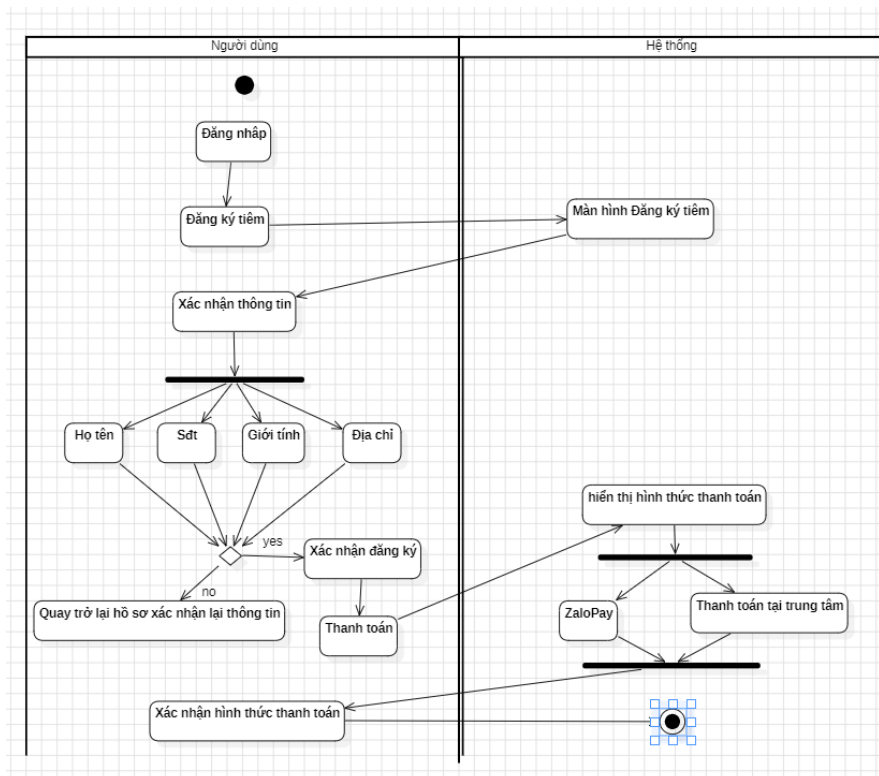 Người dùng
Hệ thống
Đăng nhâp
Đăng ký tiêm
Màn hình Đăng ký tiêm
Xác nhận thông tin
Họ tên
Sđt
Giới tính
Địa chỉ
hiển thị hình thức thanh toán
yes
Xác nhận đăng ký
no
Quay trở lại hồ sơ xác nhận lại thông tin
Thanh toán
ZaloPay
Thanh toán tại trung tâm
Xác nhận hình thức thanh toán